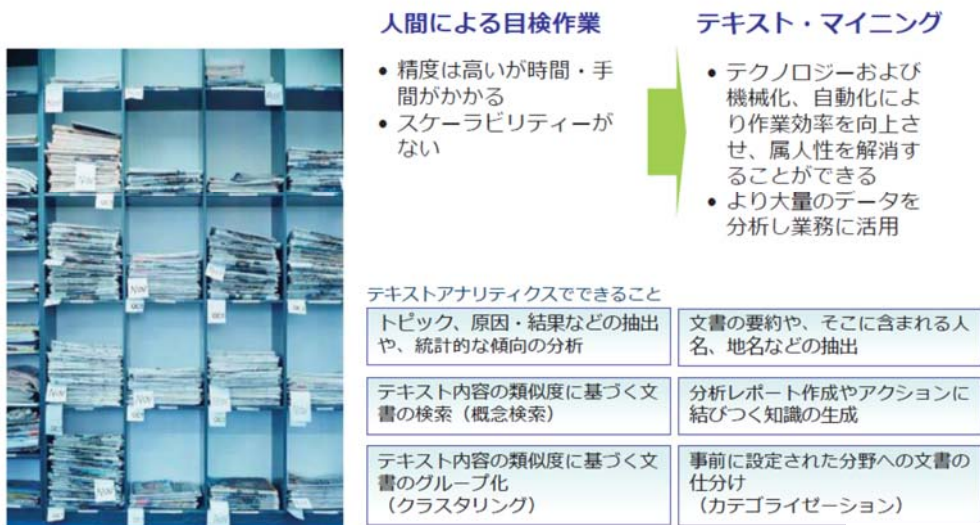 人間による目検作業
• 精度は高いが時間・手
間がかかる
• スケーラビリティーが
ない
テキスト・マイニング
• テクノロジーおよび
機械化、自動化によ
り作業効率を向上さ
せ、属人性を解消す
ることができる
• より大量のデータを
分析し業務に活用
テキストアナリティクスでできること
トピック、原因・結果などの抽出
や、統計的な傾向の分析
文書の要約や、そこに含まれる人
名、地名などの抽出
テキスト内容の類似度に基づく文
書の検索（概念検索）
分析レポート作成やアクションに
結びつく知識の生成
テキスト内容の類似度に基づく文
書のグループ化
（クラスタリング）
事前に設定された分野への文書の
仕分け
（カテゴライゼーション）